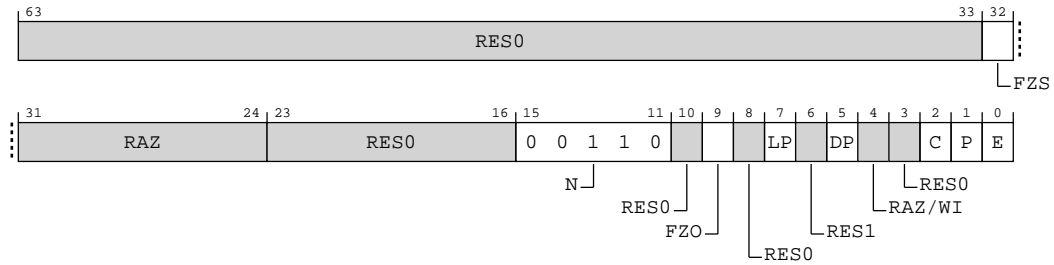 63 33 32
RES0
FZS
31 24 23 16 15 11 10 9 8 7 6 5 4 3 2 1 0
RAZ RES0 0 0 1 1 0 LP DP C P E
N RES0
RES0 RAZ/WI
FZO RES1
RES0